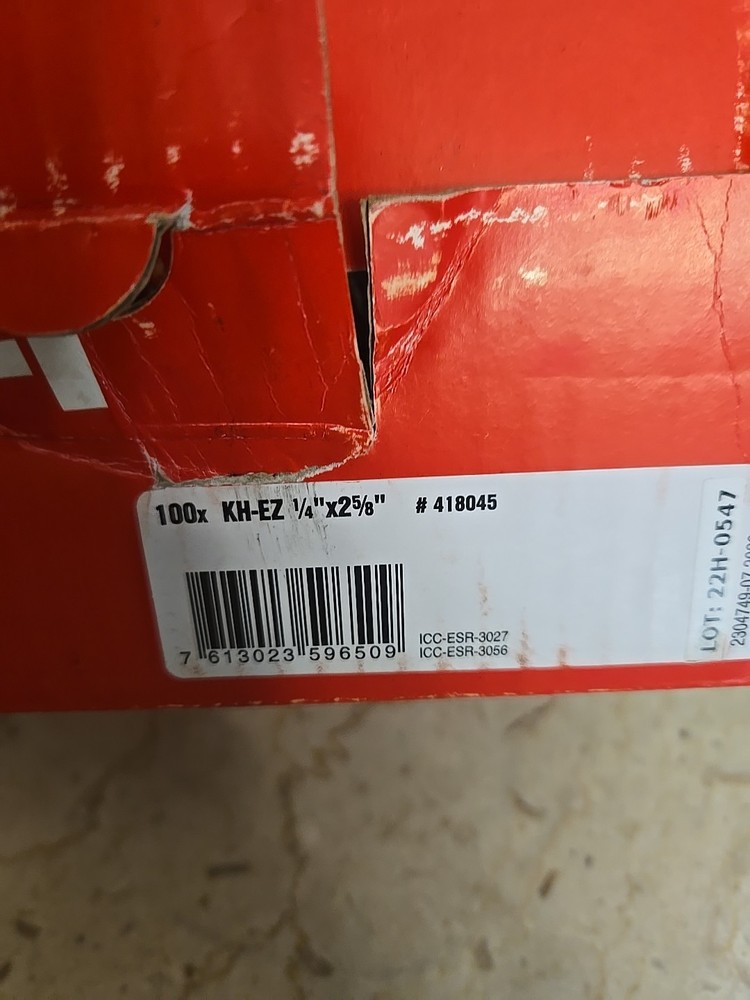 100x KH-EZ ¼"x2⅝" # 418045
7 613023 596509
ICC-ESR-3027
ICC-ESR-3056
LOT: 22H-0547